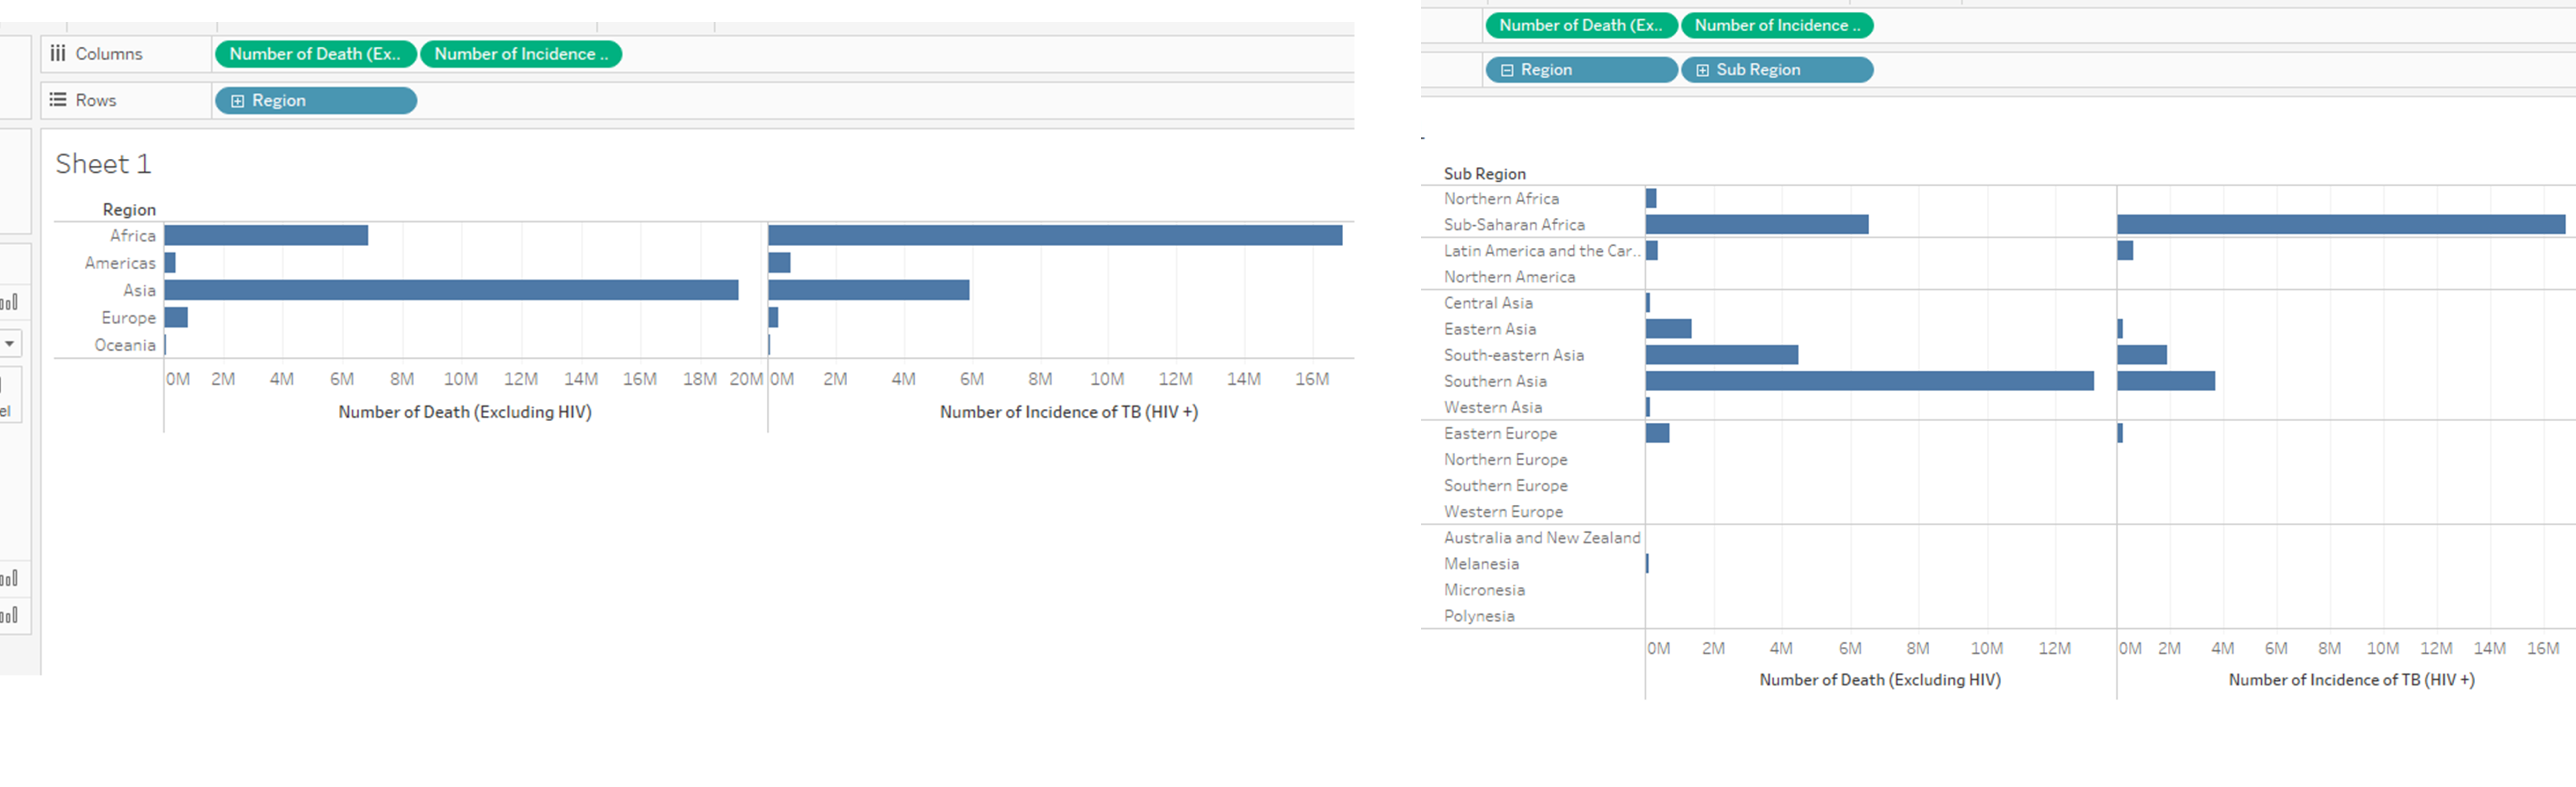 Columns
Number of Death (Ex..
Number of Incidence ..
Rows
Region
Sheet 1
Region
Africa
Americas
Asia
Europe
Oceania
0M 2M 4M 6M 8M 10M 12M 14M 16M 18M 20M
0M 2M 4M 6M 8M 10M 12M 14M 16M
Number of Death (Excluding HIV)
Number of Incidence of TB (HIV +)
el
Number of Death (Ex..
Number of Incidence ..
Region
Sub Region
Sub Region
Northern Africa
Sub-Saharan Africa
Latin America and the Car..
Northern America
Central Asia
Eastern Asia
South-eastern Asia
Southern Asia
Western Asia
Eastern Europe
Northern Europe
Southern Europe
Western Europe
Australia and New Zealand
Melanesia
Micronesia
Polynesia
0M 2M 4M 6M 8M 10M 12M
0M 2M 4M 6M 8M 10M 12M 14M 16M
Number of Death (Excluding HIV)
Number of Incidence of TB (HIV +)